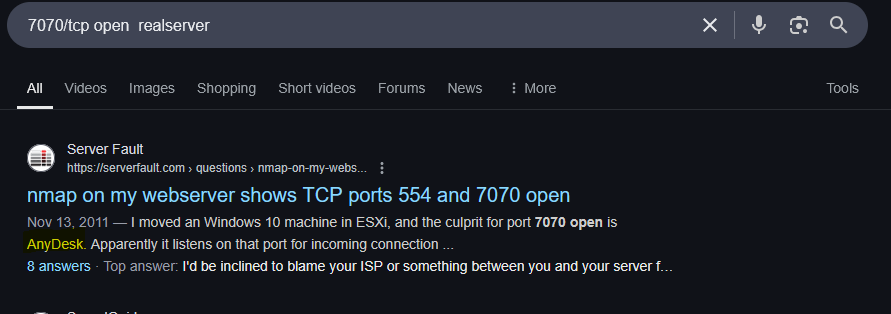 7070/tcp open  realserver
All Videos Images Shopping Short videos Forums News More Tools
Server Fault
https://serverfault.com › questions › nmap-on-my-webs...
nmap on my webserver shows TCP ports 554 and 7070 open
Nov 13, 2011 — I moved an Windows 10 machine in ESXi, and the culprit for port 7070 open is
AnyDesk. Apparently it listens on that port for incoming connection ...
8 answers · Top answer: I'd be inclined to blame your ISP or something between you and your server f…